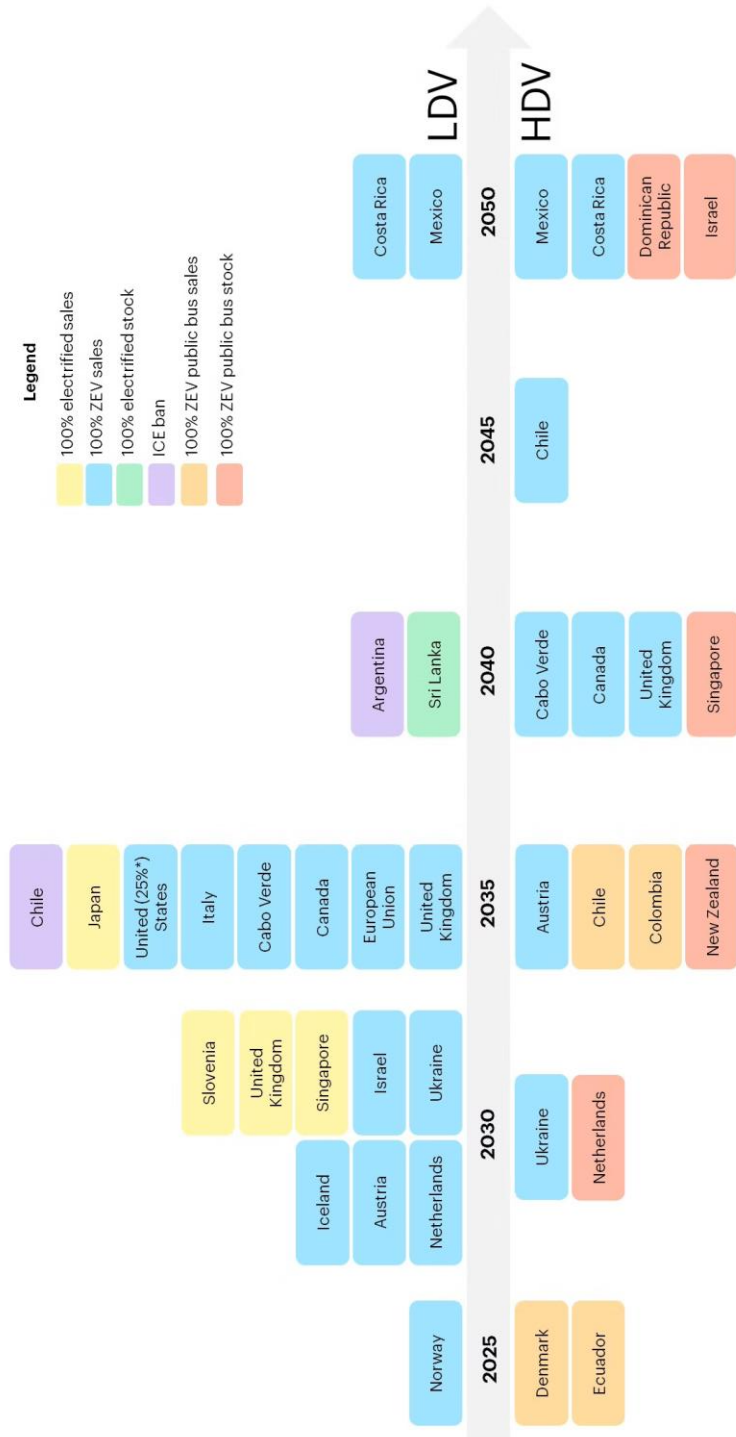 Legend
100% electrified sales
100% ZEV sales
100% electrified stock
ICE ban
100% ZEV public bus sales
100% ZEV public bus stock
Norway
Iceland
Austria
Netherlands
Slovenia
United
Kingdom
Singapore
Israel
Ukraine
Chile
Japan
United (25%*)
States
Italy
Cabo Verde
Canada
European
Union
United
Kingdom
Argentina
Sri Lanka
Costa Rica
Mexico
LDV
2025
2030
2035
2040
2045
2050
HDV
Denmark
Ecuador
Ukraine
Netherlands
Austria
Chile
Colombia
New Zealand
Cabo Verde
Canada
United
Kingdom
Singapore
Chile
Mexico
Costa Rica
Dominican
Republic
Israel